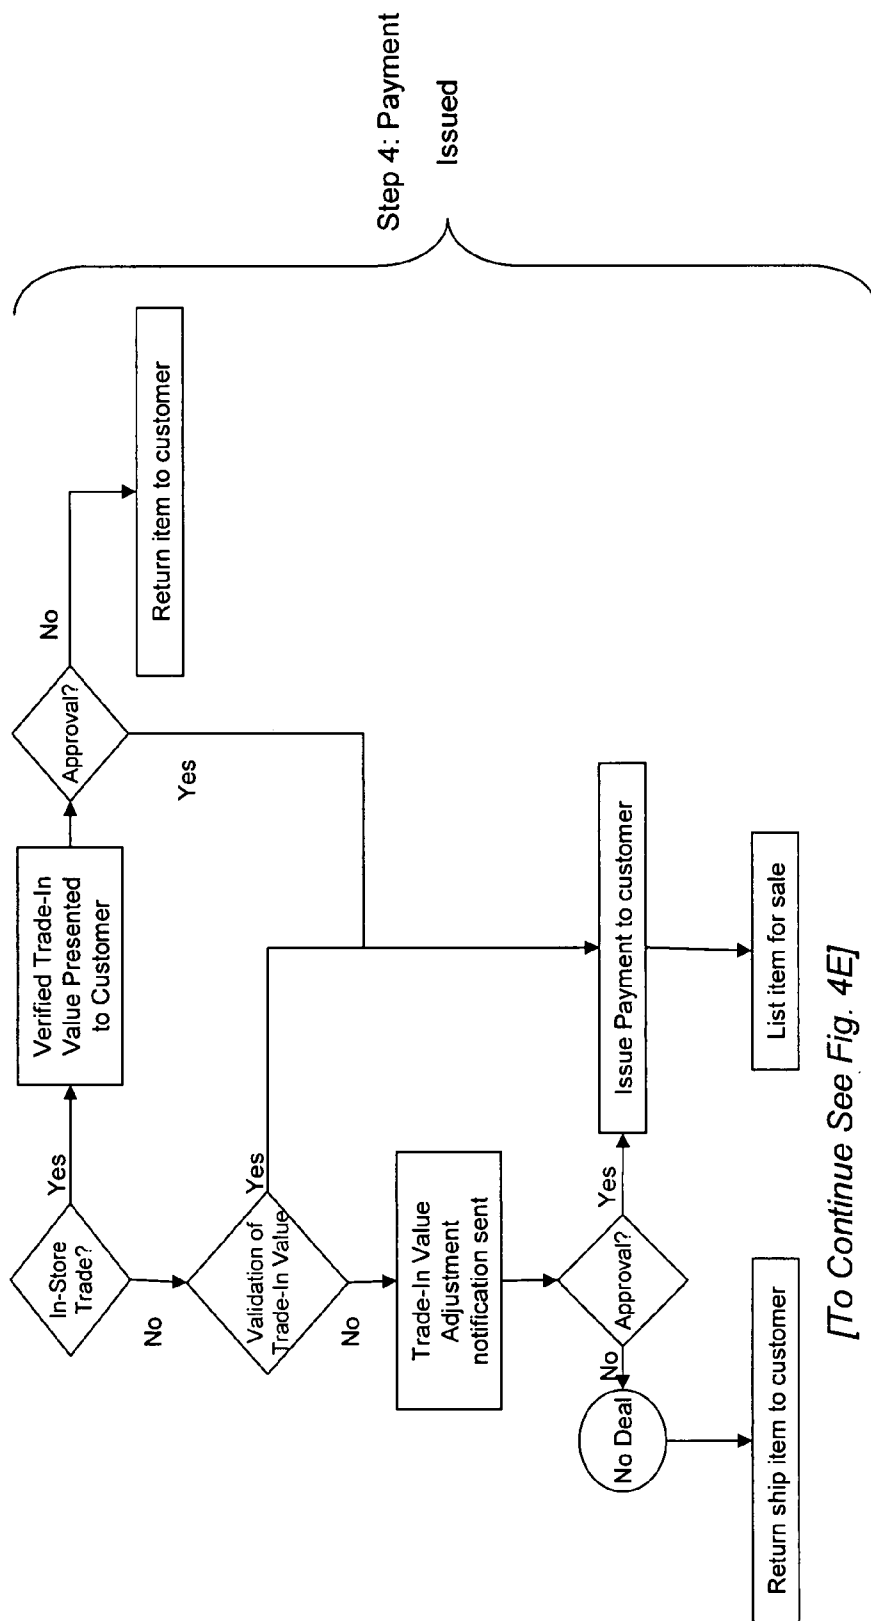 In-Store
Trade?
Yes
No
Verified Trade-In
Value Presented
to Customer
Approval?
No
Yes
Return item to customer
Validation of
Trade-In Value
Yes
No
Trade-In Value
Adjustment
notification sent
Approval?
Yes
No
No Deal
Issue Payment to customer
Return ship item to customer
List item for sale
[To Continue See Fig. 4E]
Step 4: Payment
Issued